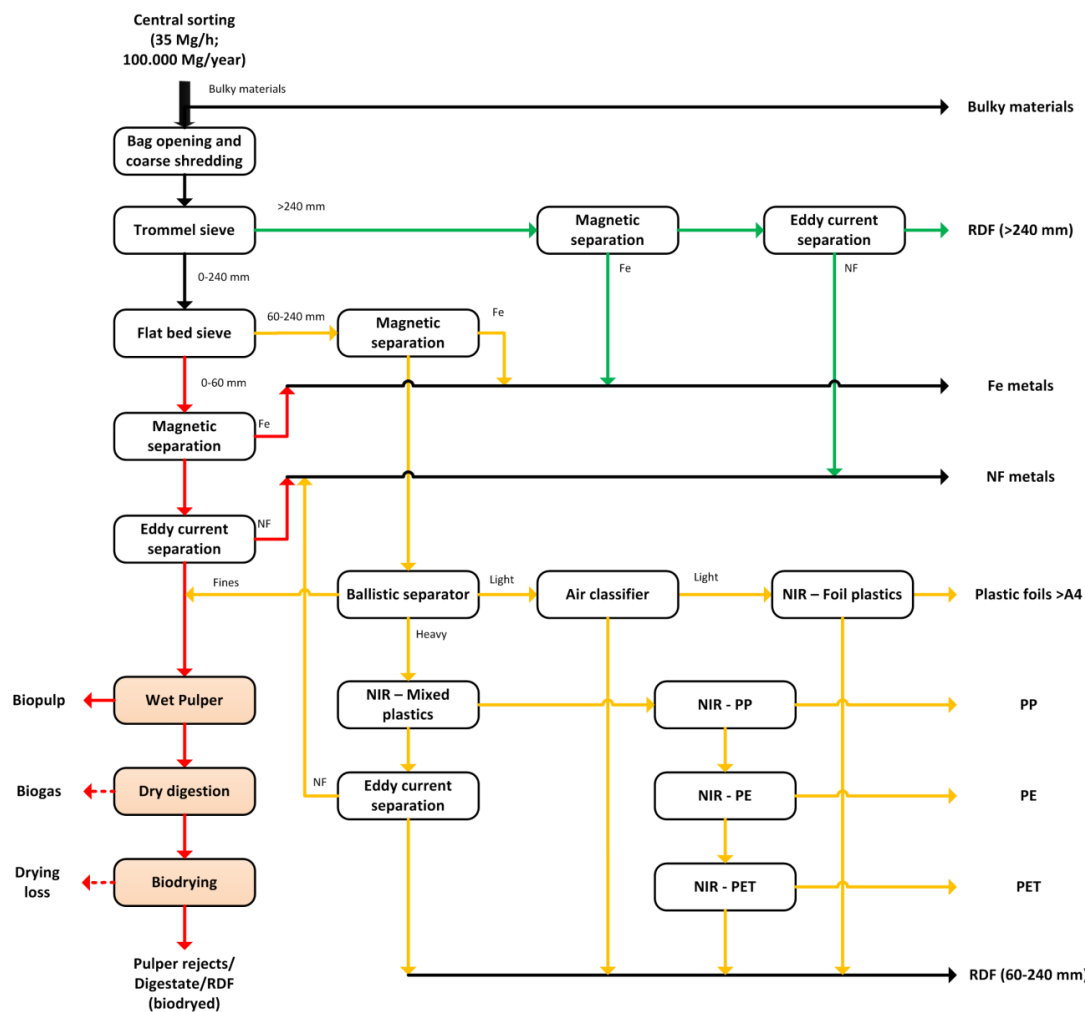 Central sorting
(35 Mg/h;
100.000 Mg/year)
Bulky materials
Bulky materials
Bag opening and
coarse shredding
>240 mm
Trommel sieve
Magnetic
separation
Eddy current
separation
RDF (>240 mm)
Fe
NF
0-240 mm
Flat bed sieve
60-240 mm
Magnetic
separation
Fe
0-60 mm
Fe metals
Magnetic
separation
Fe
NF metals
Eddy current
separation
NF
Fines
Ballistic separator
Light
Air classifier
Light
NIR – Foil plastics
Plastic foils >A4
Heavy
Biopulp
Wet Pulper
NIR – Mixed
plastics
NIR - PP
PP
Biogas
Dry digestion
NF
Eddy current
separation
NIR - PE
PE
Drying
loss
Biodrying
NIR - PET
PET
Pulper rejects/
Digestate/RDF
(biodryed)
RDF (60-240 mm)